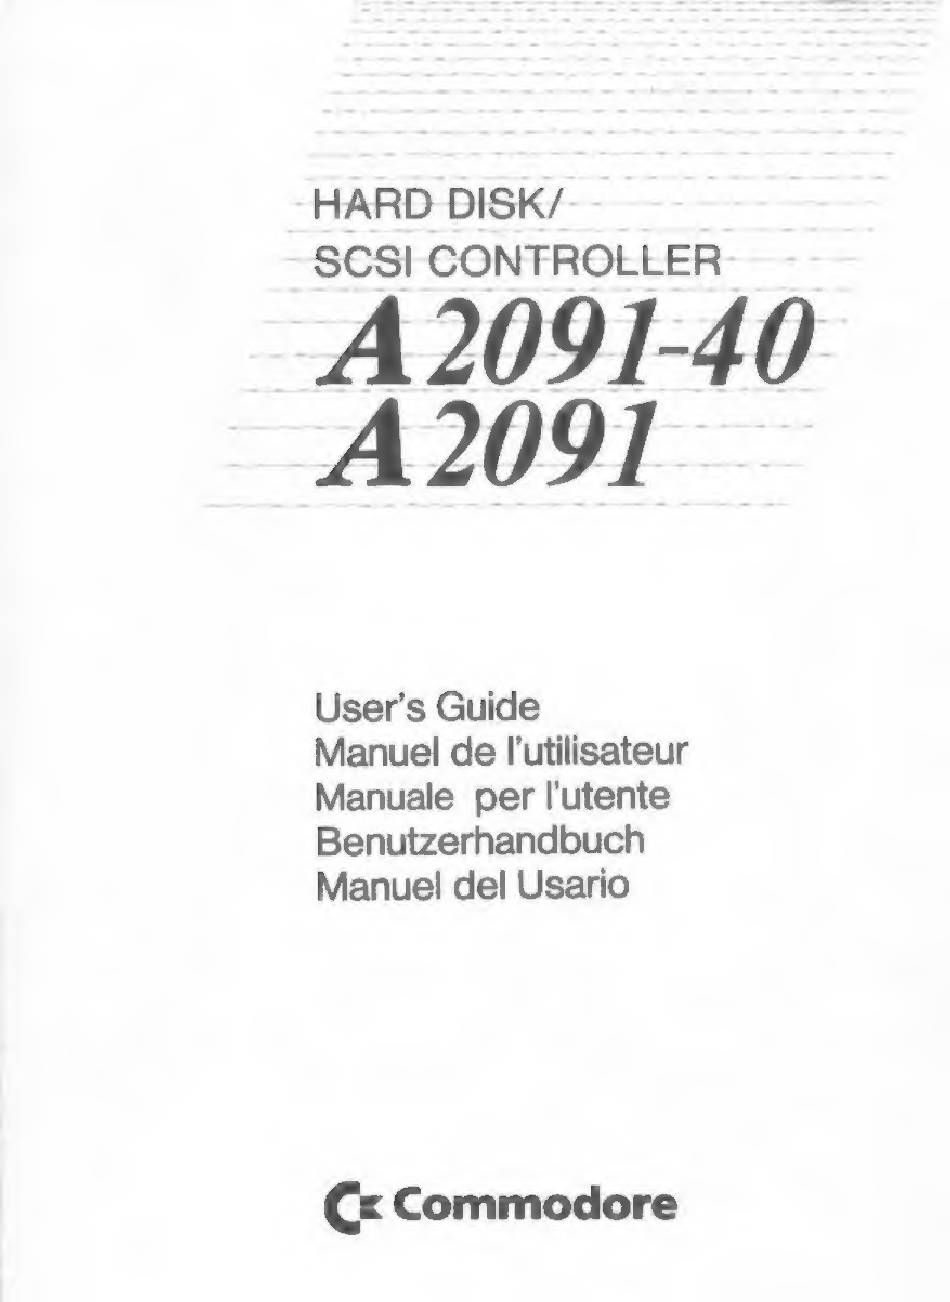 HARD DISK/
SCSI CONTROLLER
A2091-40
A2091
User's Guide
Manuel de l'utilisateur
Manuale per l'utente
Benutzerhandbuch
Manuel del Usario
Commodore